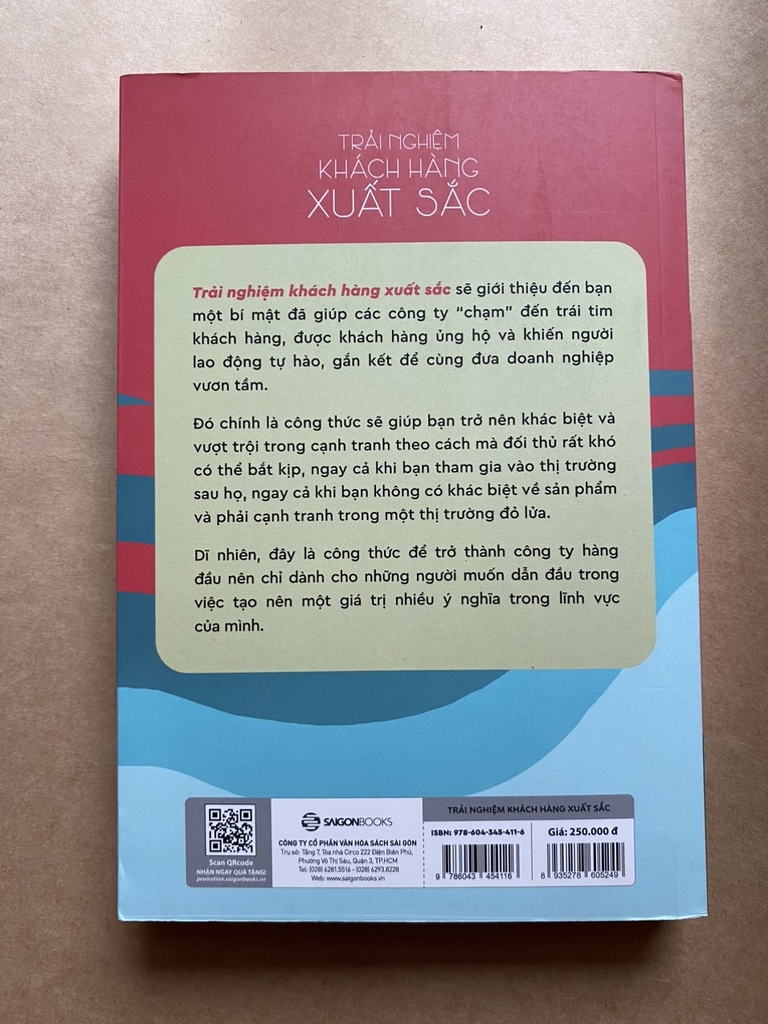 TRẢI NGHIỆM
KHÁCH HÀNG
XUẤT SẮC
Trải nghiệm khách hàng xuất sắc sẽ giới thiệu đến bạn
một bí mật đã giúp các công ty “chạm” đến trái tim
khách hàng, được khách hàng ủng hộ và khiến người
lao động tự hào, gắn kết để cùng đưa doanh nghiệp
vươn tầm.
Đó chính là công thức sẽ giúp bạn trở nên khác biệt và
vượt trội trong cạnh tranh theo cách mà đối thủ rất khó
có thể bắt kịp, ngay cả khi bạn tham gia vào thị trường
sau họ, ngay cả khi bạn không có khác biệt về sản phẩm
và phải cạnh tranh trong một thị trường đỏ lửa.
Dĩ nhiên, đây là công thức để trở thành công ty hàng
đầu nên chỉ dành cho những người muốn dẫn đầu trong
việc tạo nên một giá trị nhiều ý nghĩa trong lĩnh vực
của mình.
Scan QRcode
NHẬN NGAY QUÀ TẶNG!
promotion.saigonbooks.vn
SAIGONBOOKS
CÔNG TY CỔ PHẦN VĂN HÓA SÁCH SÀI GÒN
Trụ sở: Tầng 7, Tòa nhà Circo 222 Điện Biên Phủ,
Phường Võ Thị Sáu, Quận 3, TP.HCM
Tel: (028) 6281.5516 - (028) 6293.8228
Web: www.saigonbooks.vn
TRẢI NGHIỆM KHÁCH HÀNG XUẤT SẮC
ISBN: 978-604-345-411-6
9 786043 454116
Giá: 250.000 đ
8 935278 605249